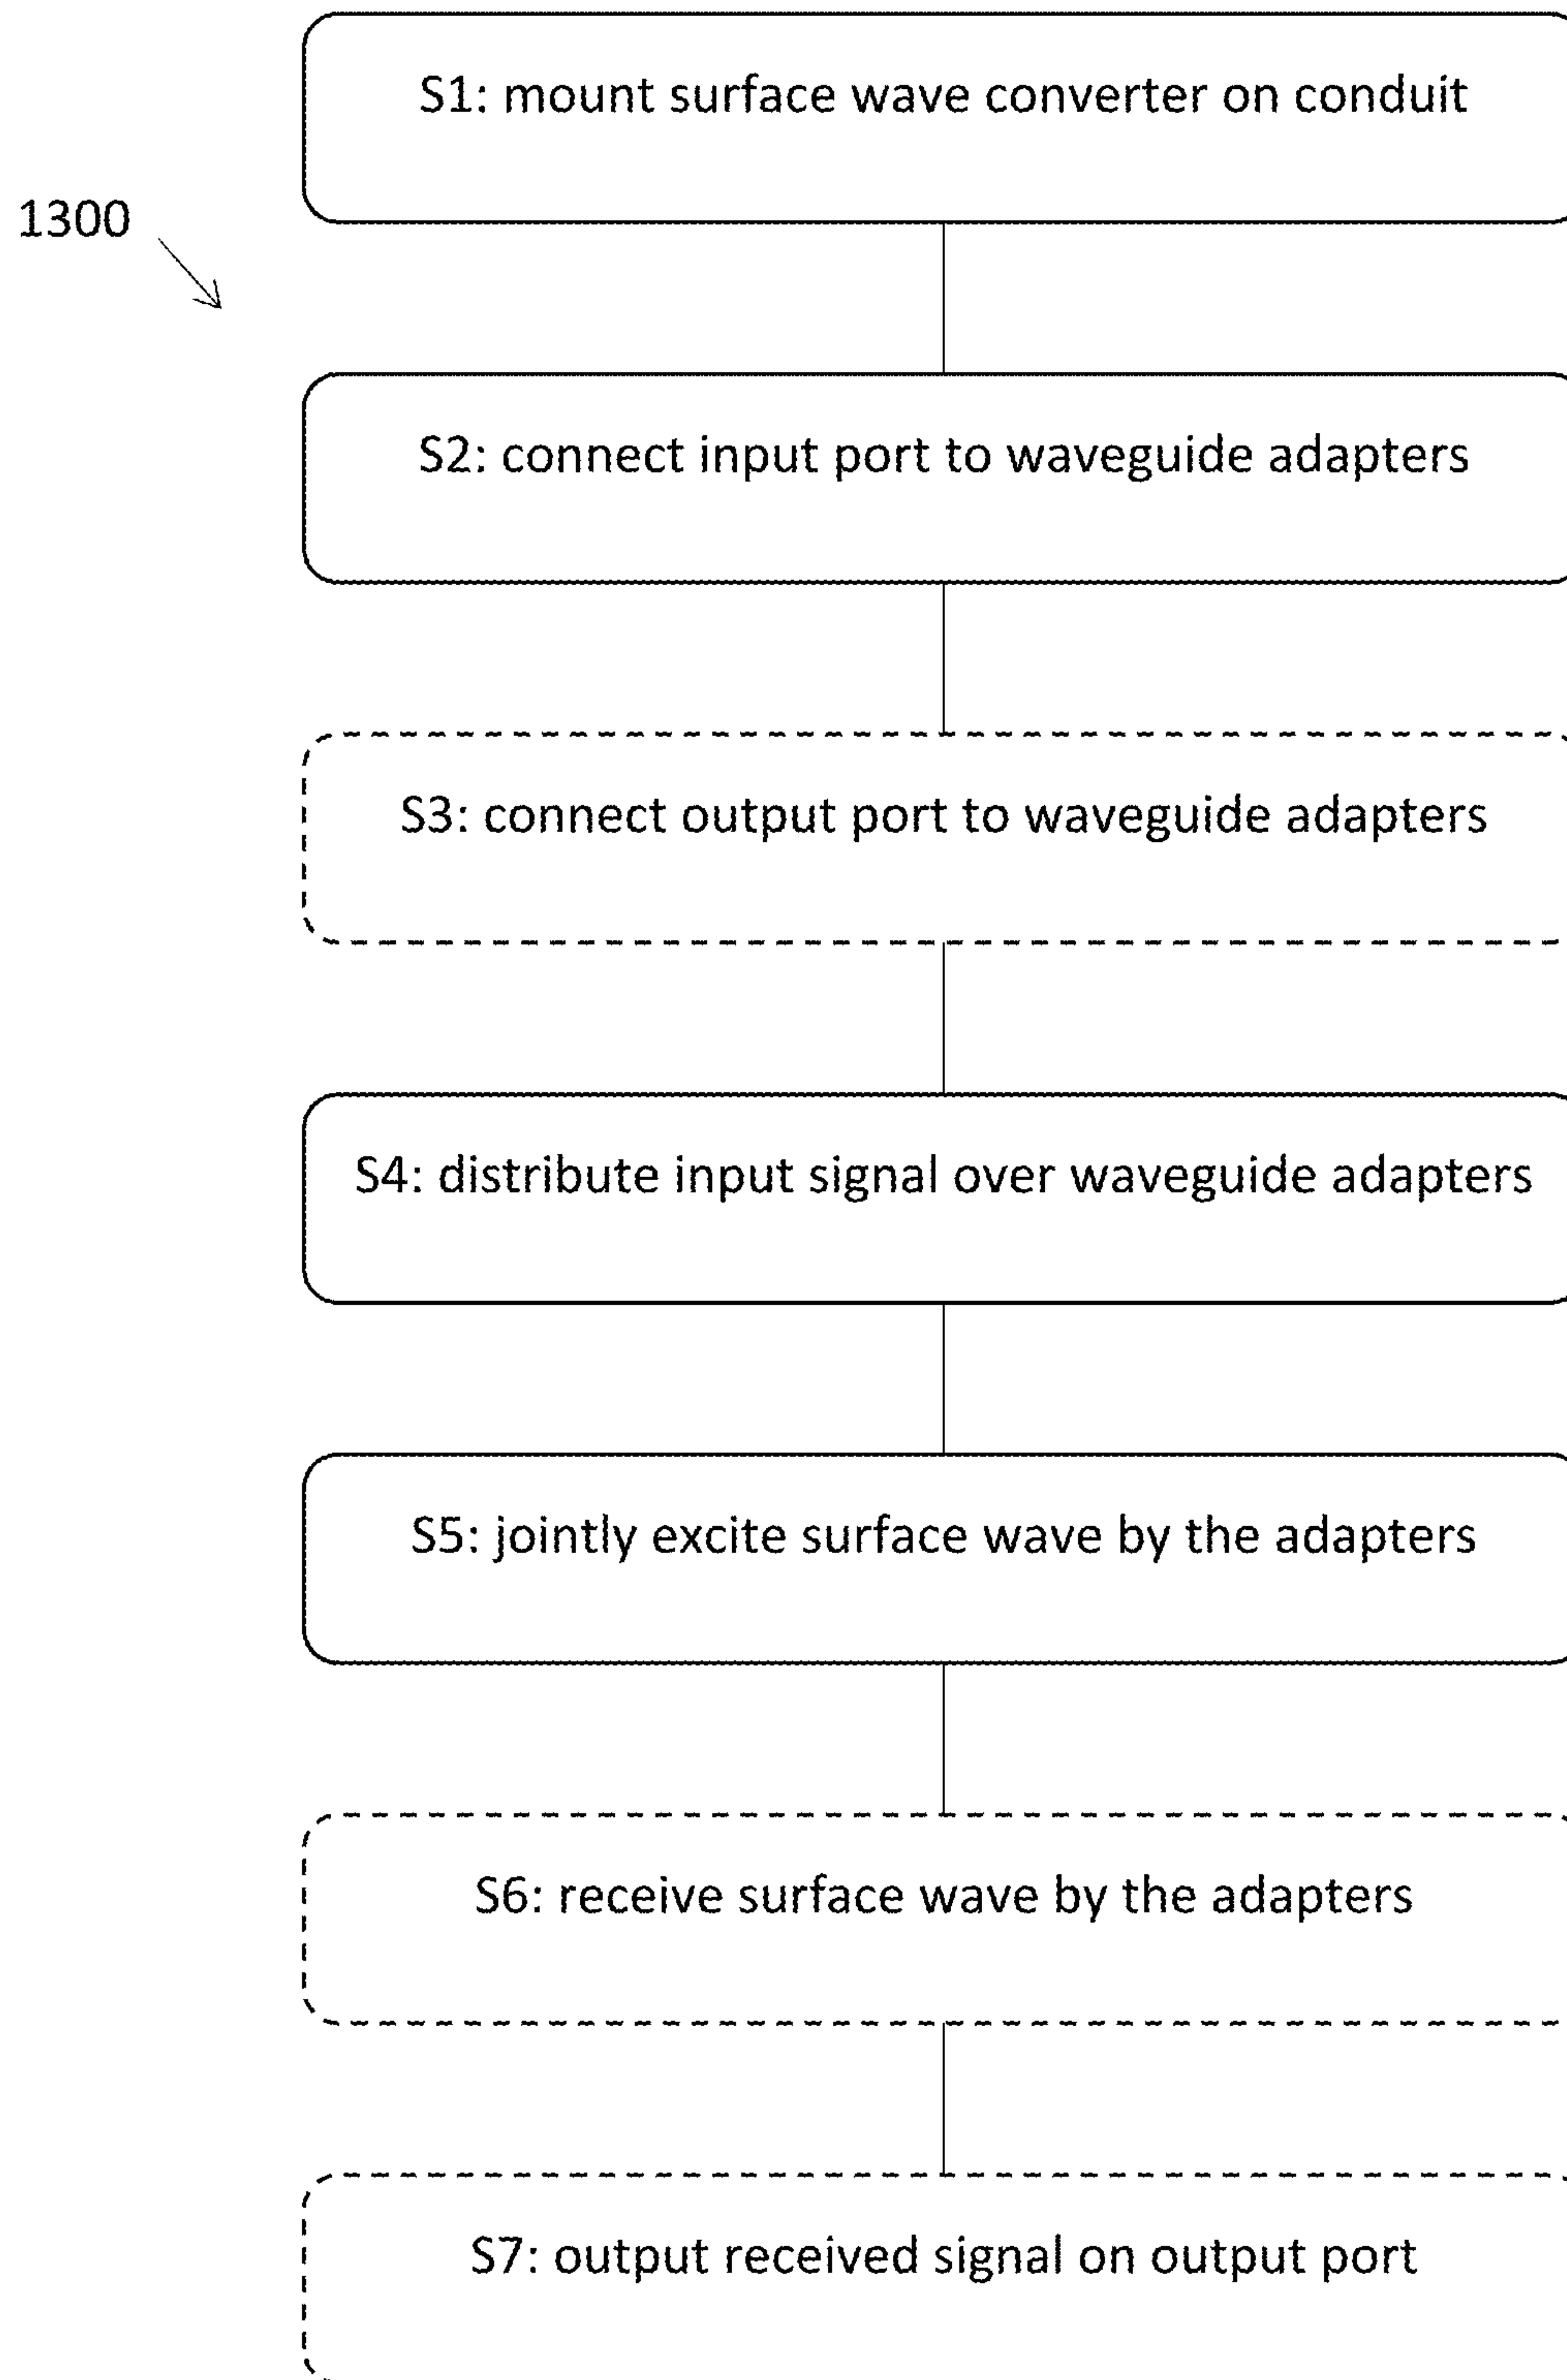 S1: mount surface wave converter on conduit
1300
S2: connect input port to waveguide adapters
S3: connect output port to waveguide adapters
S4: distribute input signal over waveguide adapters
S5: jointly excite surface wave by the adapters
S6: receive surface wave by the adapters
S7: output received signal on output port